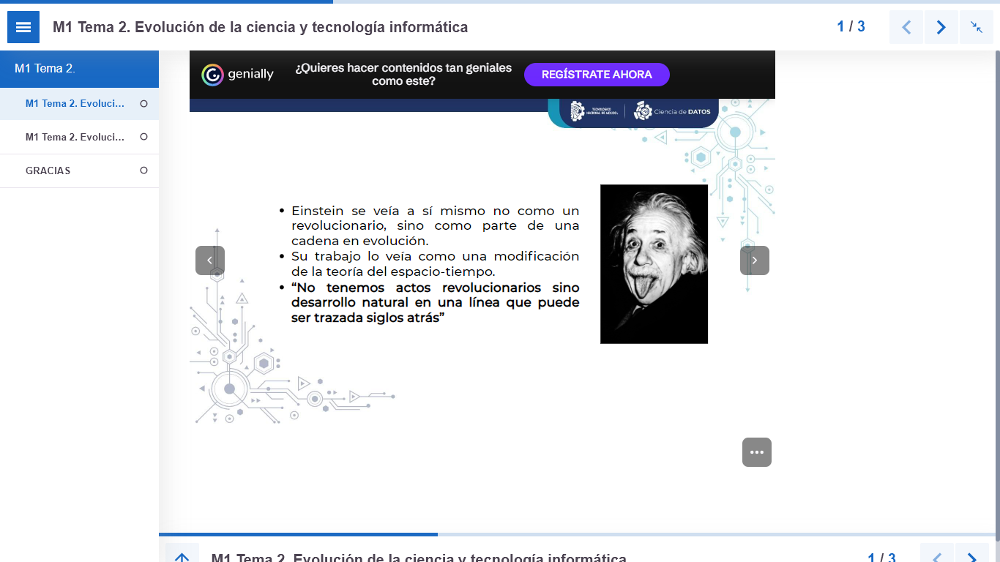 M1 Tema 2. Evolución de la ciencia y tecnología informática
1 / 3
M1 Tema 2.
M1 Tema 2. Evoluci...
M1 Tema 2. Evoluci...
GRACIAS
genially
¿Quieres hacer contenidos tan geniales
como este?
REGÍSTRATE AHORA
TECNOLÓGICO
NACIONAL DE MÉXICO
Ciencia de DATOS
• Einstein se veía a sí mismo no como un
revolucionario, sino como parte de una
cadena en evolución.
• Su trabajo lo veía como una modificación
de la teoría del espacio-tiempo.
• “No tenemos actos revolucionarios sino
desarrollo natural en una línea que puede
ser trazada siglos atrás”
M1 Tema 2. Evolución de la ciencia y tecnología informática
1 / 3